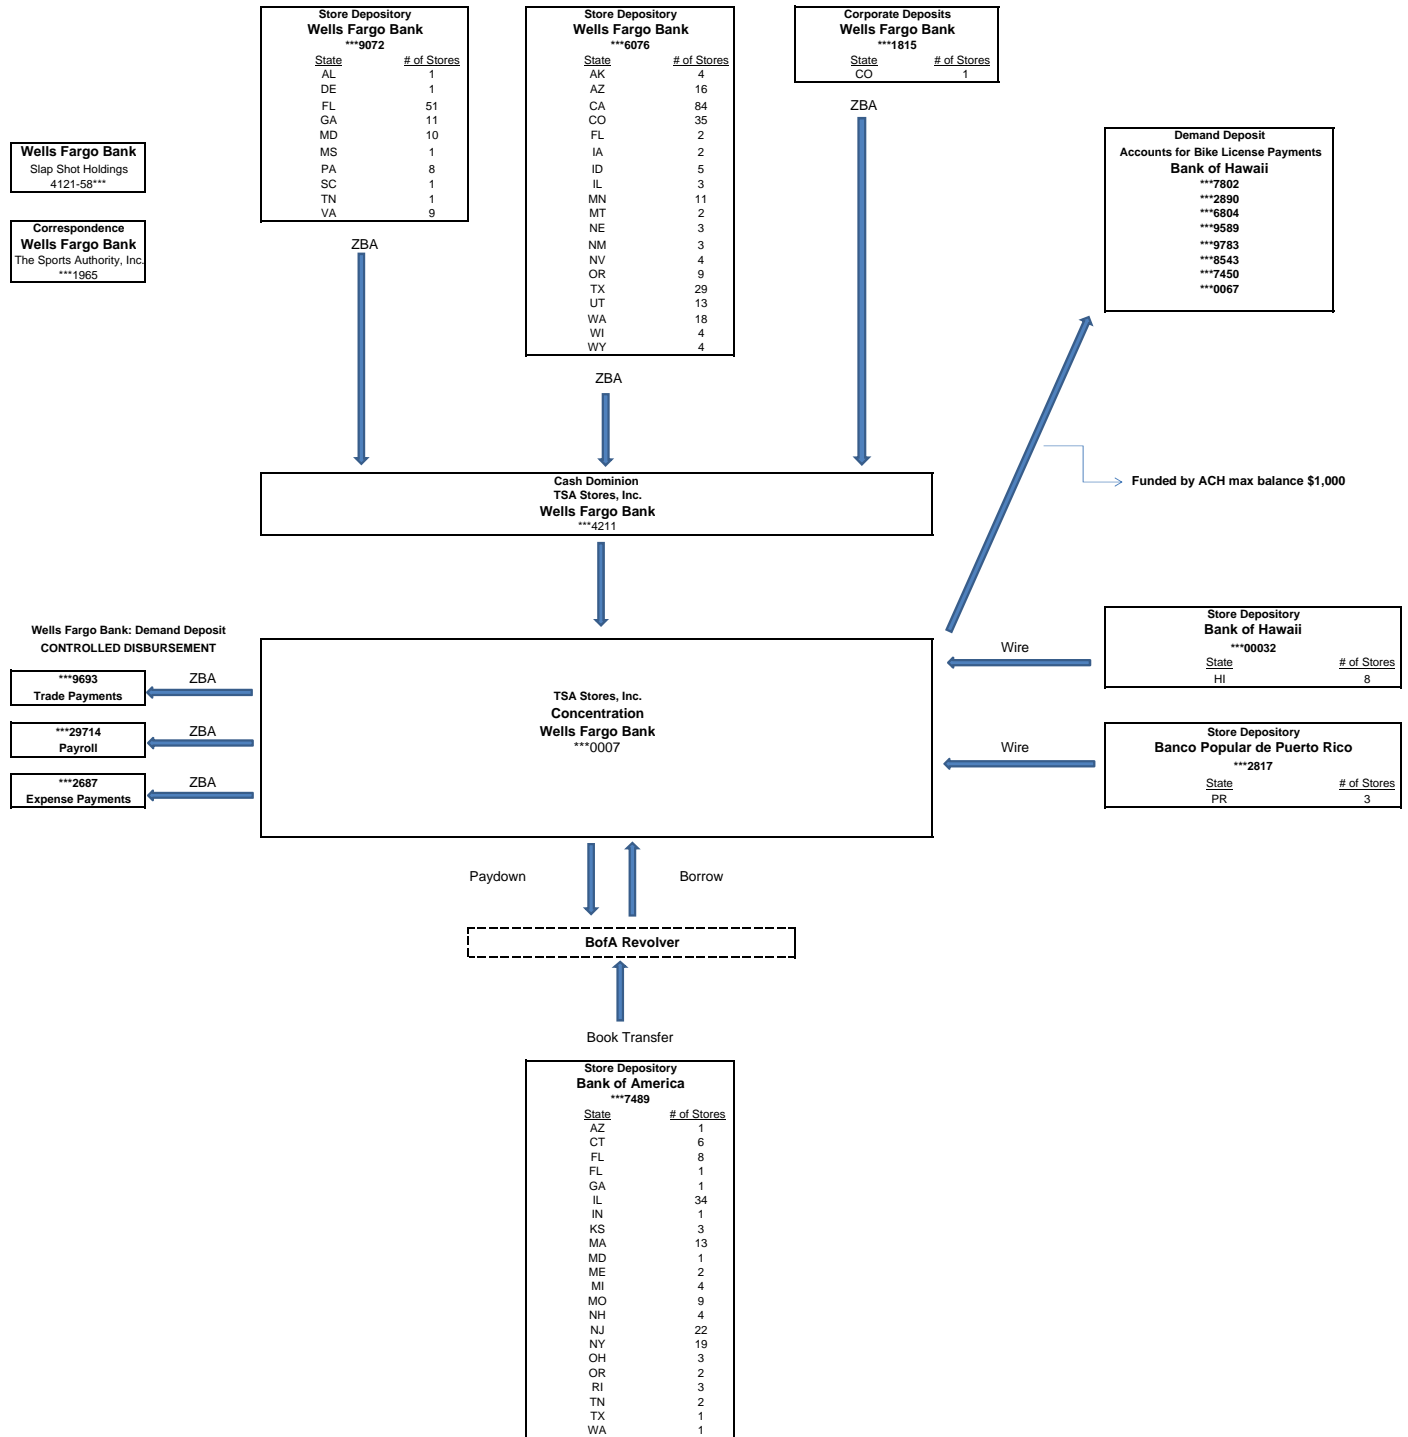 Store Depository
Wells Fargo Bank
***9072
State # of Stores
AL 1
DE 1
FL 51
GA 11
MD 10
MS 1
PA 8
SC 1
TN 1
VA 9
ZBA
Store Depository
Wells Fargo Bank
***6076
State # of Stores
AK 4
AZ 16
CA 84
CO 35
FL 2
IA 2
ID 5
IL 3
MN 11
MT 2
NE 3
NM 3
NV 4
OR 9
TX 29
UT 13
WA 18
WI 4
WY 4
ZBA
Corporate Deposits
Wells Fargo Bank
***1815
State # of Stores
CO 1
ZBA
Wells Fargo Bank
Slap Shot Holdings
4121-58***
Correspondence
Wells Fargo Bank
The Sports Authority, Inc.
***1965
Demand Deposit
Accounts for Bike License Payments
Bank of Hawaii
***7802
***2890
***6804
***9589
***9783
***8543
***7450
***0067
Funded by ACH max balance $1,000
Cash Dominion
TSA Stores, Inc.
Wells Fargo Bank
***4211
Wells Fargo Bank: Demand Deposit
CONTROLLED DISBURSEMENT
***9693
Trade Payments
ZBA
***29714
Payroll
ZBA
***2687
Expense Payments
ZBA
TSA Stores, Inc.
Concentration
Wells Fargo Bank
***0007
Wire
Store Depository
Bank of Hawaii
***00032
State # of Stores
HI 8
Wire
Store Depository
Banco Popular de Puerto Rico
***2817
State # of Stores
PR 3
Paydown
Borrow
BofA Revolver
Book Transfer
Store Depository
Bank of America
***7489
State # of Stores
AZ 1
CT 6
FL 8
FL 1
GA 1
IL 34
IN 1
KS 3
MA 13
MD 1
ME 2
MI 4
MO 9
NH 4
NJ 22
NY 19
OH 3
OR 2
RI 3
TN 2
TX 1
WA 1